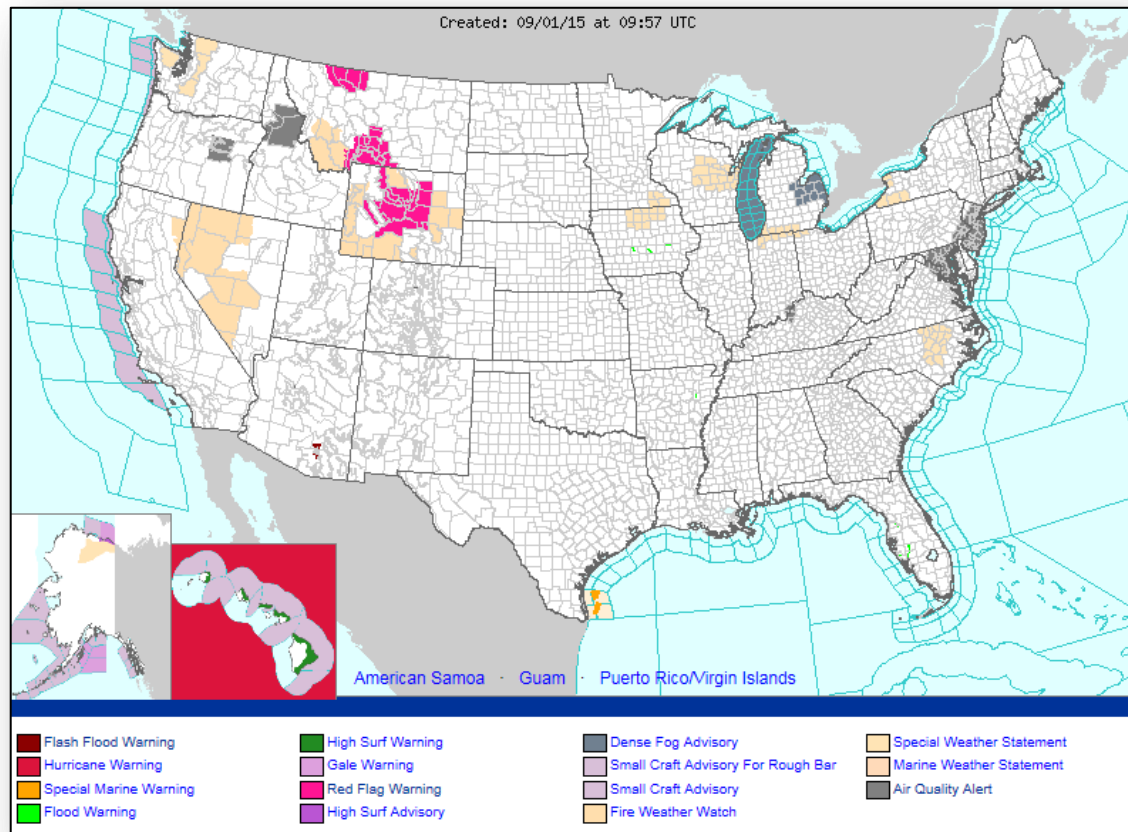 Created: 09/01/15 at 09:57 UTC
American Samoa · Guam · Puerto Rico/Virgin Islands
Flash Flood Warning
Hurricane Warning
Special Marine Warning
Flood Warning
High Surf Warning
Gale Warning
Red Flag Warning
High Surf Advisory
Dense Fog Advisory
Small Craft Advisory For Rough Bar
Small Craft Advisory
Fire Weather Watch
Special Weather Statement
Marine Weather Statement
Air Quality Alert